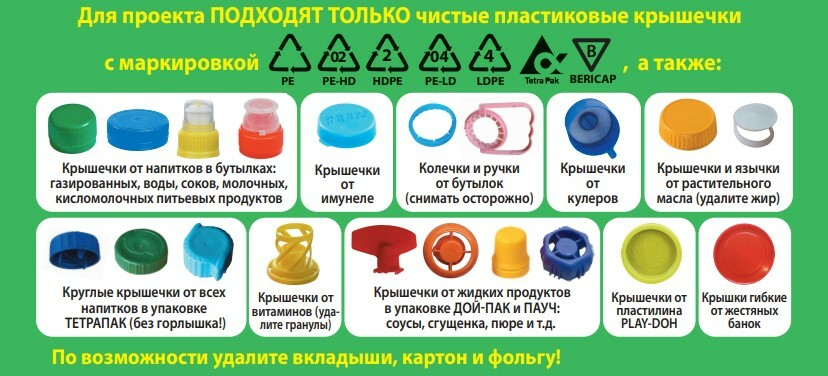 Для проекта ПОДХОДЯТ ТОЛЬКО чистые пластиковые крышечки
с маркировкой PE 02 PE-HD 2 HDPE 04 PE-LD 4 LDPE Tetra Pak B BERICAP , а также:
Крышечки от напитков в бутылках:
газированных, воды, соков, молочных,
кисломолочных питьевых продуктов
Крышечки
от
имунеле
Колечки и ручки
от бутылок
(снимать осторожно)
Крышечки
от
кулеров
Крышечки и язычки
от растительного
масла (удалите жир)
Круглые крышечки от всех
напитков в упаковке
ТЕТРАПАК (без горлышка!)
Крышечки от
витаминов (уда-
лите гранулы)
Крышечки от жидких продуктов
в упаковке ДОЙ-ПАК и ПАУЧ:
соусы, сгущенка, пюре и т.д.
Крышечки от
пластилина
PLAY-DOH
Крышки гибкие
от жестяных
банок
По возможности удалите вкладыши, картон и фольгу!